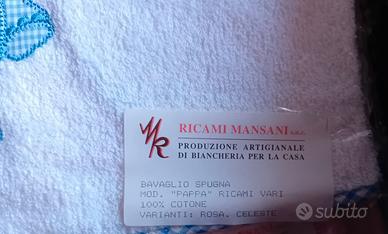 MR
RICAMI MANSANI s.n.c.
PRODUZIONE ARTIGIANALE
DI BIANCHERIA PER LA CASA
BAVAGLIO SPUGNA
MOD. "PAPPA" RICAMI VARI
100% COTONE
VARIANTI: ROSA. CELESTE
subito